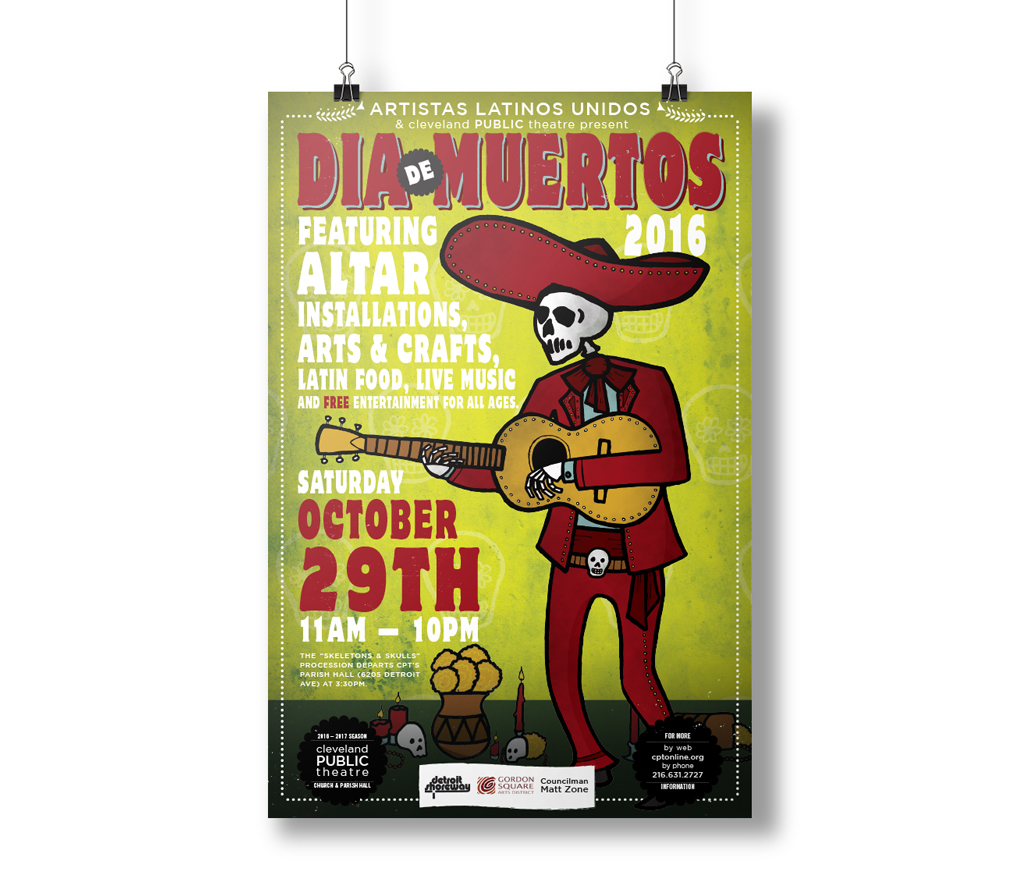 ARTISTAS LATINOS UNIDOS
& cleveland PUBLIC theatre present
DIA DE MUERTOS
2016
FEATURING
ALTAR
INSTALLATIONS,
ARTS & CRAFTS,
LATIN FOOD, LIVE MUSIC
AND FREE ENTERTAINMENT FOR ALL AGES.
SATURDAY
OCTOBER
29TH
11AM – 10PM
THE "SKELETONS & SKULLS"
PROCESSION DEPARTS CPT'S
PARISH HALL (6205 DETROIT
AVE) AT 3:30PM.
2016 – 2017 SEASON
cleveland
PUBLIC
theatre
CHURCH & PARISH HALL
detroit
shoreway
GORDON
SQUARE
ARTS DISTRICT
Councilman
Matt Zone
FOR MORE
by web
cptonline.org
by phone
216.631.2727
INFORMATION